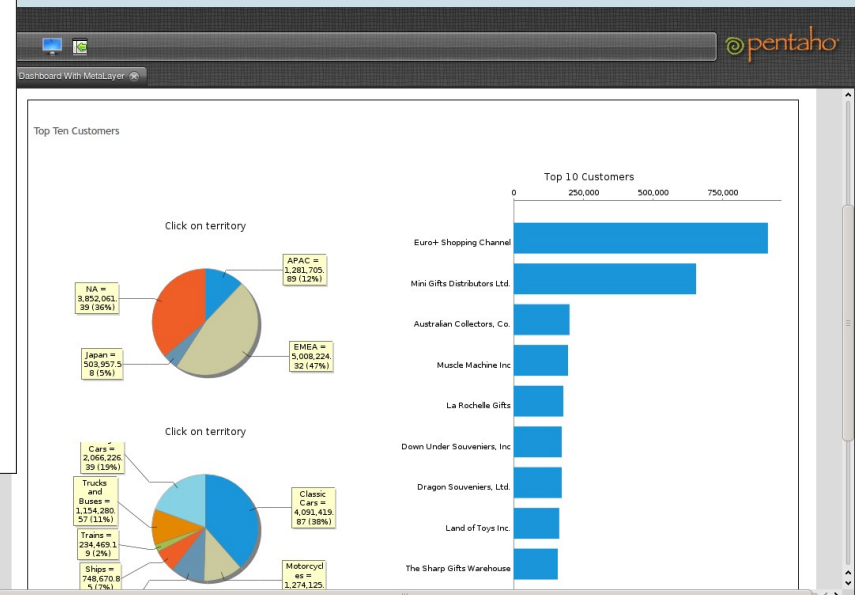 pentaho
Dashboard With MetaLayer
Top Ten Customers
Click on territory
APAC =
1,281,705.
89 (12%)
NA =
3,852,061.
39 (36%)
EMEA =
5,008,224.
32 (47%)
Japan =
503,957.5
8 (5%)
Click on territory
Cars =
2,066,226.
39 (19%)
Trucks
and
Buses =
1,154,280.
57 (11%)
Classic
Cars =
4,091,419.
87 (38%)
Trains =
234,469.1
9 (2%)
Ships =
748,670.8
5 (7%)
Motorcycl
es =
1,274,125.
Top 10 Customers
0 250,000 500,000 750,000
Euro+ Shopping Channel
Mini Gifts Distributors Ltd.
Australian Collectors, Co.
Muscle Machine Inc
La Rochelle Gifts
Down Under Souveniers, Inc
Dragon Souveniers, Ltd.
Land of Toys Inc.
The Sharp Gifts Warehouse